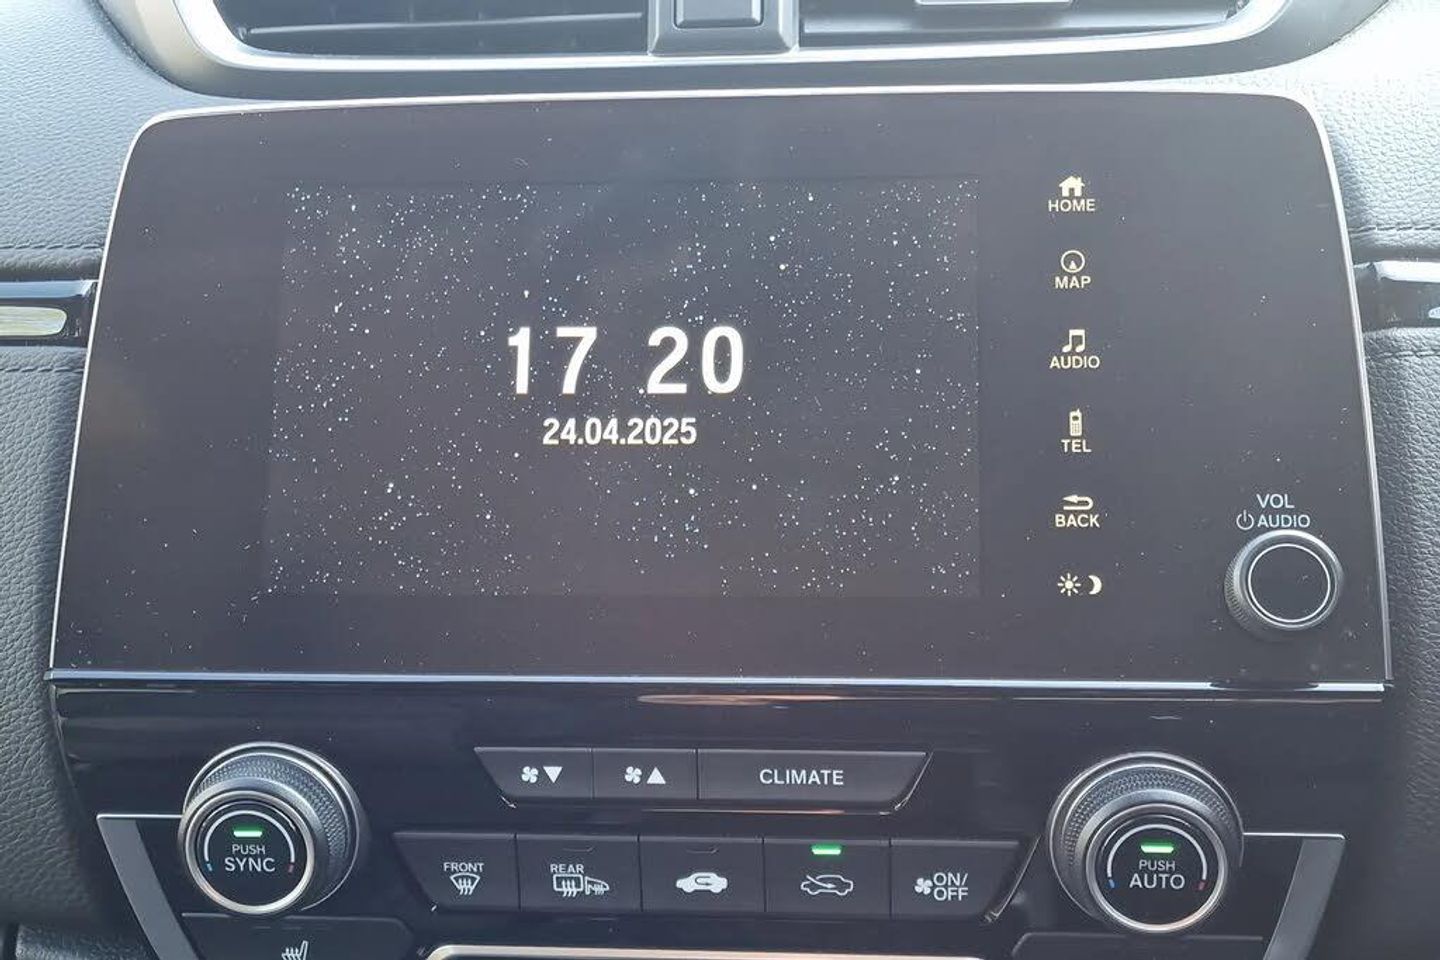 HOME
MAP
17 20
AUDIO
24.04.2025
TEL
BACK
VOL
AUDIO
CLIMATE
PUSH
SYNC
FRONT
REAR
ON/
OFF
PUSH
AUTO